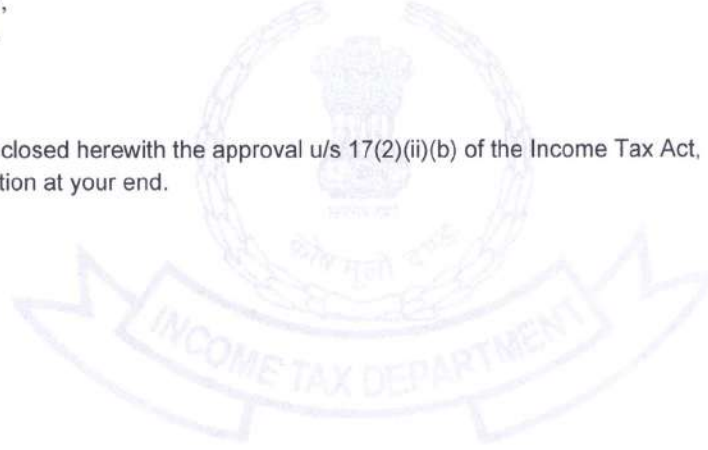 ,
closed herewith the approval u/s 17(2)(ii)(b) of the Income Tax Act,
tion at your end.
कोष मूलो दण्ड
INCOME TAX DEPARTMENT